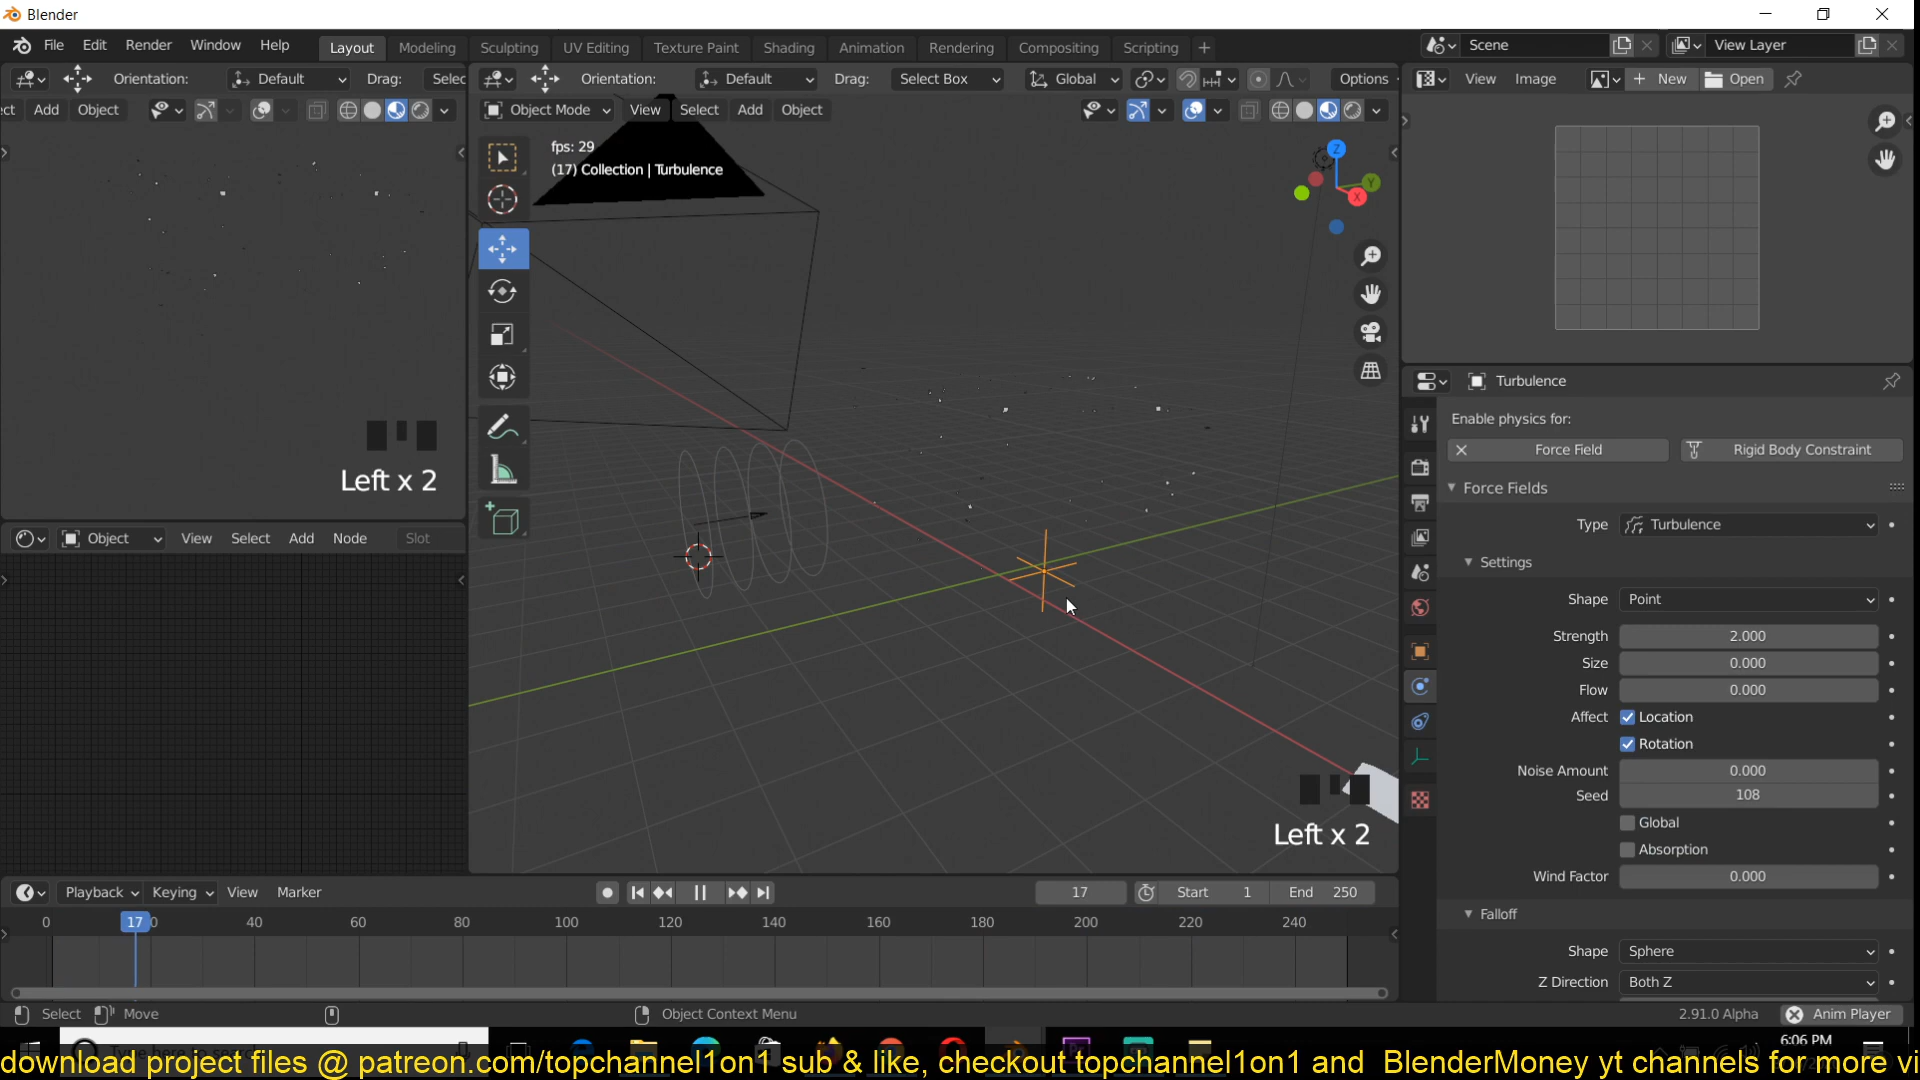 Blender
File Edit Render Window Help Layout Modeling Sculpting UV Editing Texture Paint Shading Animation Rendering Compositing Scripting + Scene View Layer
Orientation: Default Drag: Selec Orientation: Default Drag: Select Box Global Options View Image New Open
ect Add Object Object Mode View Select Add Object
fps: 29
(17) Collection | Turbulence
Z
Y
X
Turbulence
Enable physics for:
Force Field Rigid Body Constraint
Left x 2
Force Fields
Type Turbulence
Object View Select Add Node Slot
Settings
Shape Point
Strength 2.000
Size 0.000
Flow 0.000
Affect Location
Rotation
Noise Amount 0.000
Seed 108
Global
Left x 2
Absorption
Wind Factor 0.000
Playback Keying View Marker 17 Start 1 End 250
Falloff
0 17 0 40 60 80 100 120 140 160 180 200 220 240
Shape Sphere
Z Direction Both Z
Select Move Object Context Menu 2.91.0 Alpha Anim Player
6:06 PM
download project files @ patreon.com/topchannel1on1 sub & like, checkout topchannel1on1 and BlenderMoney yt channels for more vi